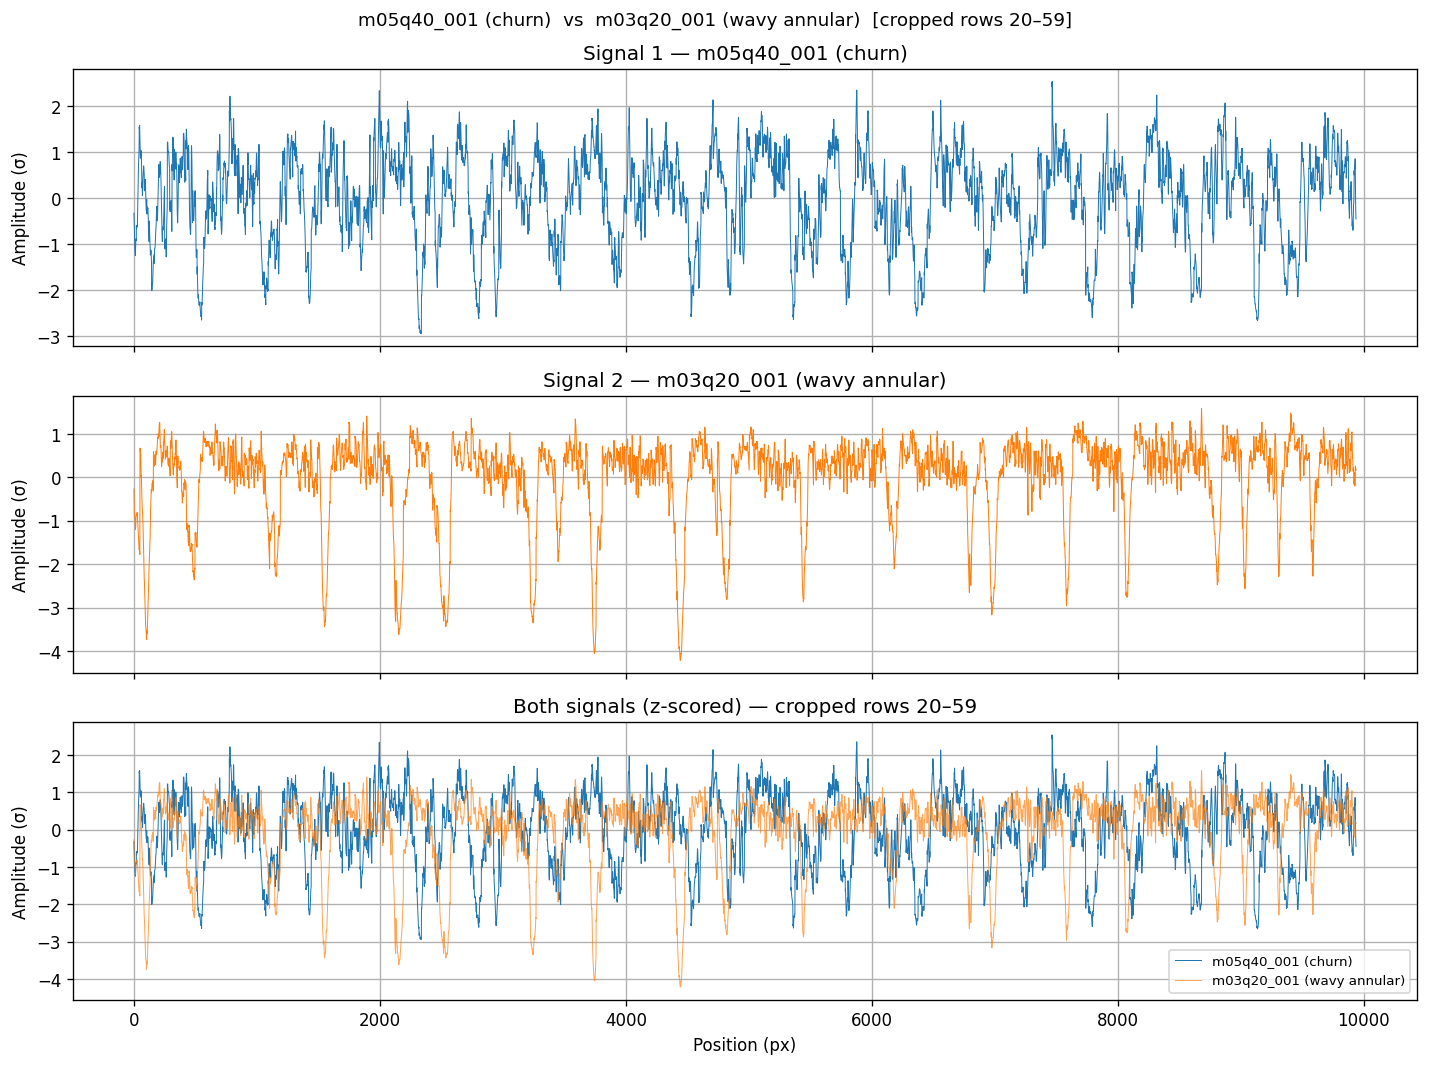 m05q40_001 (churn)  vs  m03q20_001 (wavy annular)  [cropped rows 20–59]
Signal 1 — m05q40_001 (churn)
Amplitude (σ)
2
1
0
−1
−2
−3
Signal 2 — m03q20_001 (wavy annular)
Amplitude (σ)
1
0
−1
−2
−3
−4
Both signals (z-scored) — cropped rows 20–59
Amplitude (σ)
2
1
0
−1
−2
−3
−4
m05q40_001 (churn)
m03q20_001 (wavy annular)
0 2000 4000 6000 8000 10000
Position (px)